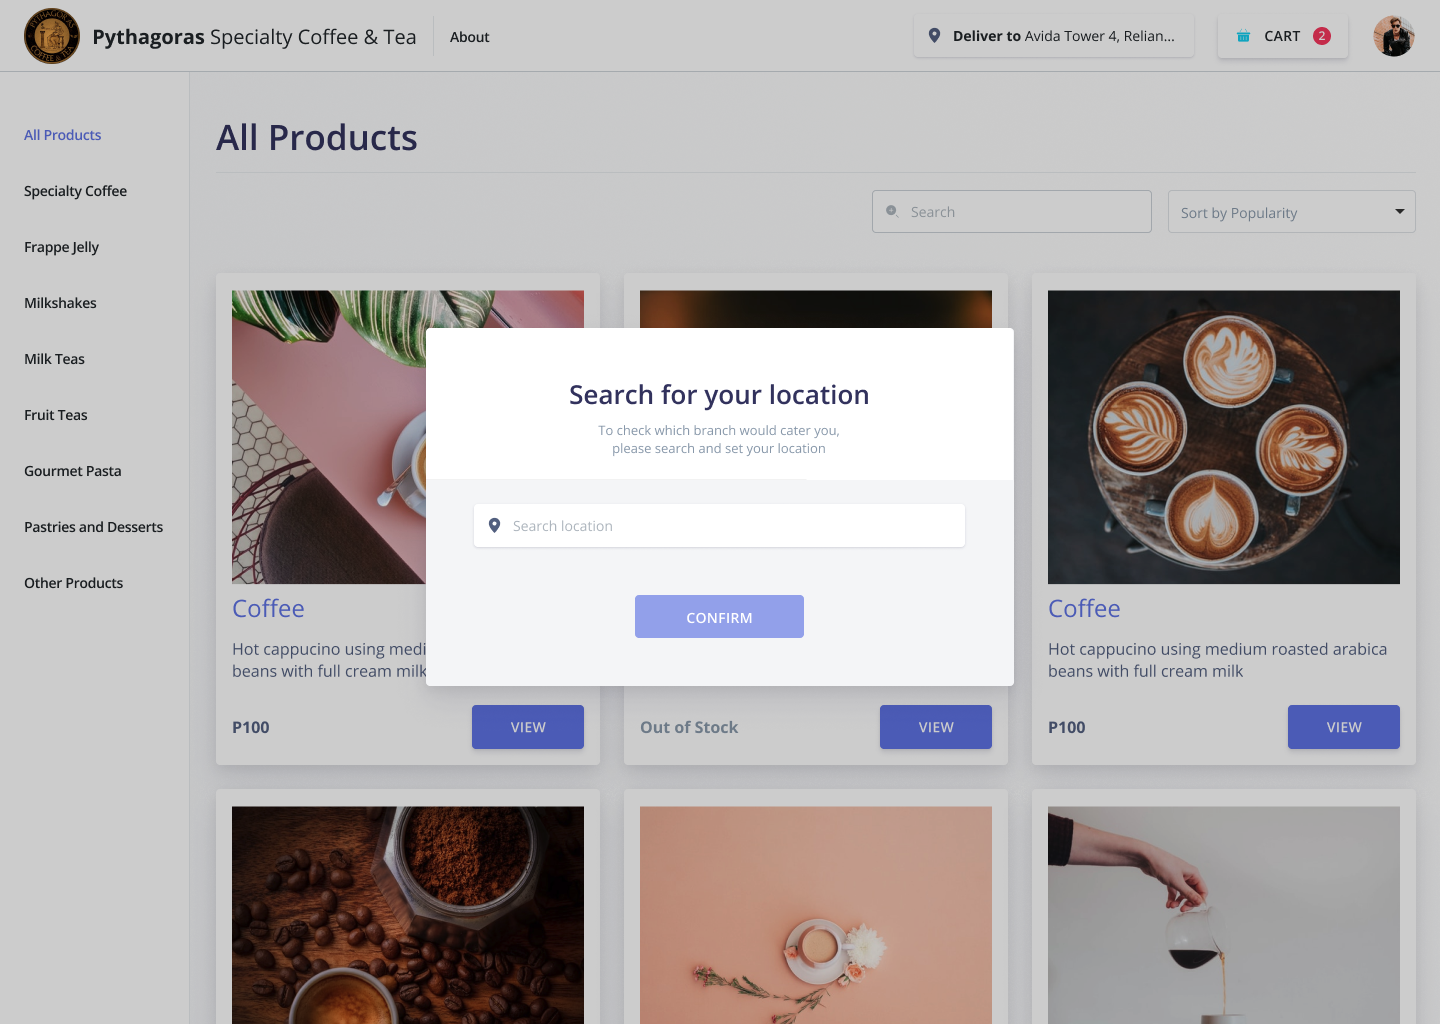 PYTHAGORAS
COFFEE & TEA
Pythagoras Specialty Coffee & Tea
About
Deliver to Avida Tower 4, Relian...
CART 2
All Products
Specialty Coffee
Frappe Jelly
Milkshakes
Milk Teas
Fruit Teas
Gourmet Pasta
Pastries and Desserts
Other Products
All Products
Search
Sort by Popularity
Search for your location
To check which branch would cater you,
please search and set your location
Search location
CONFIRM
Coffee
Hot cappucino using medi
beans with full cream milk
P100
VIEW
Out of Stock
VIEW
Coffee
Hot cappucino using medium roasted arabica
beans with full cream milk
P100
VIEW